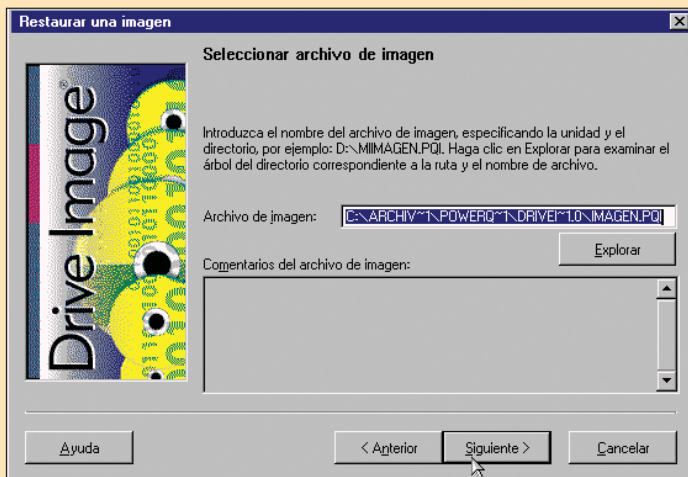 Restaurar una imagen
Drive Image®
Seleccionar archivo de imagen
Introduzca el nombre del archivo de imagen, especificando la unidad y el
directorio, por ejemplo: D:\MIIMAGEN.PQI. Haga clic en Explorar para examinar el
árbol del directorio correspondiente a la ruta y el nombre de archivo.
Archivo de imagen: C:\ARCHIV~1\POWERQ~1\DRIVEI~1.0\IMAGEN.PQI
Explorar
Comentarios del archivo de imagen:
Ayuda < Anterior Siguiente > Cancelar